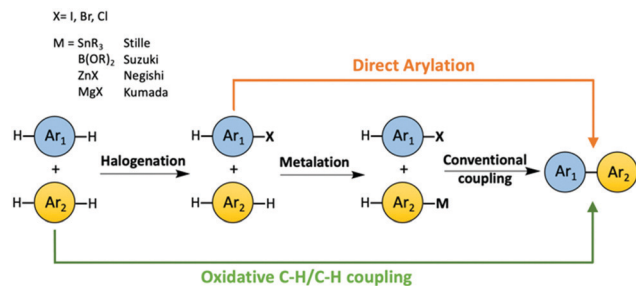 X= I, Br, Cl
M = SnR3 Stille
B(OR)2 Suzuki
ZnX Negishi
MgX Kumada
Direct Arylation
H Ar1 H
H Ar1 X
H Ar1 X
+ Halogenation + Metalation + Conventional coupling
Ar1 Ar2
H Ar2 H
H Ar2 H
H Ar2 M
Oxidative C-H/C-H coupling